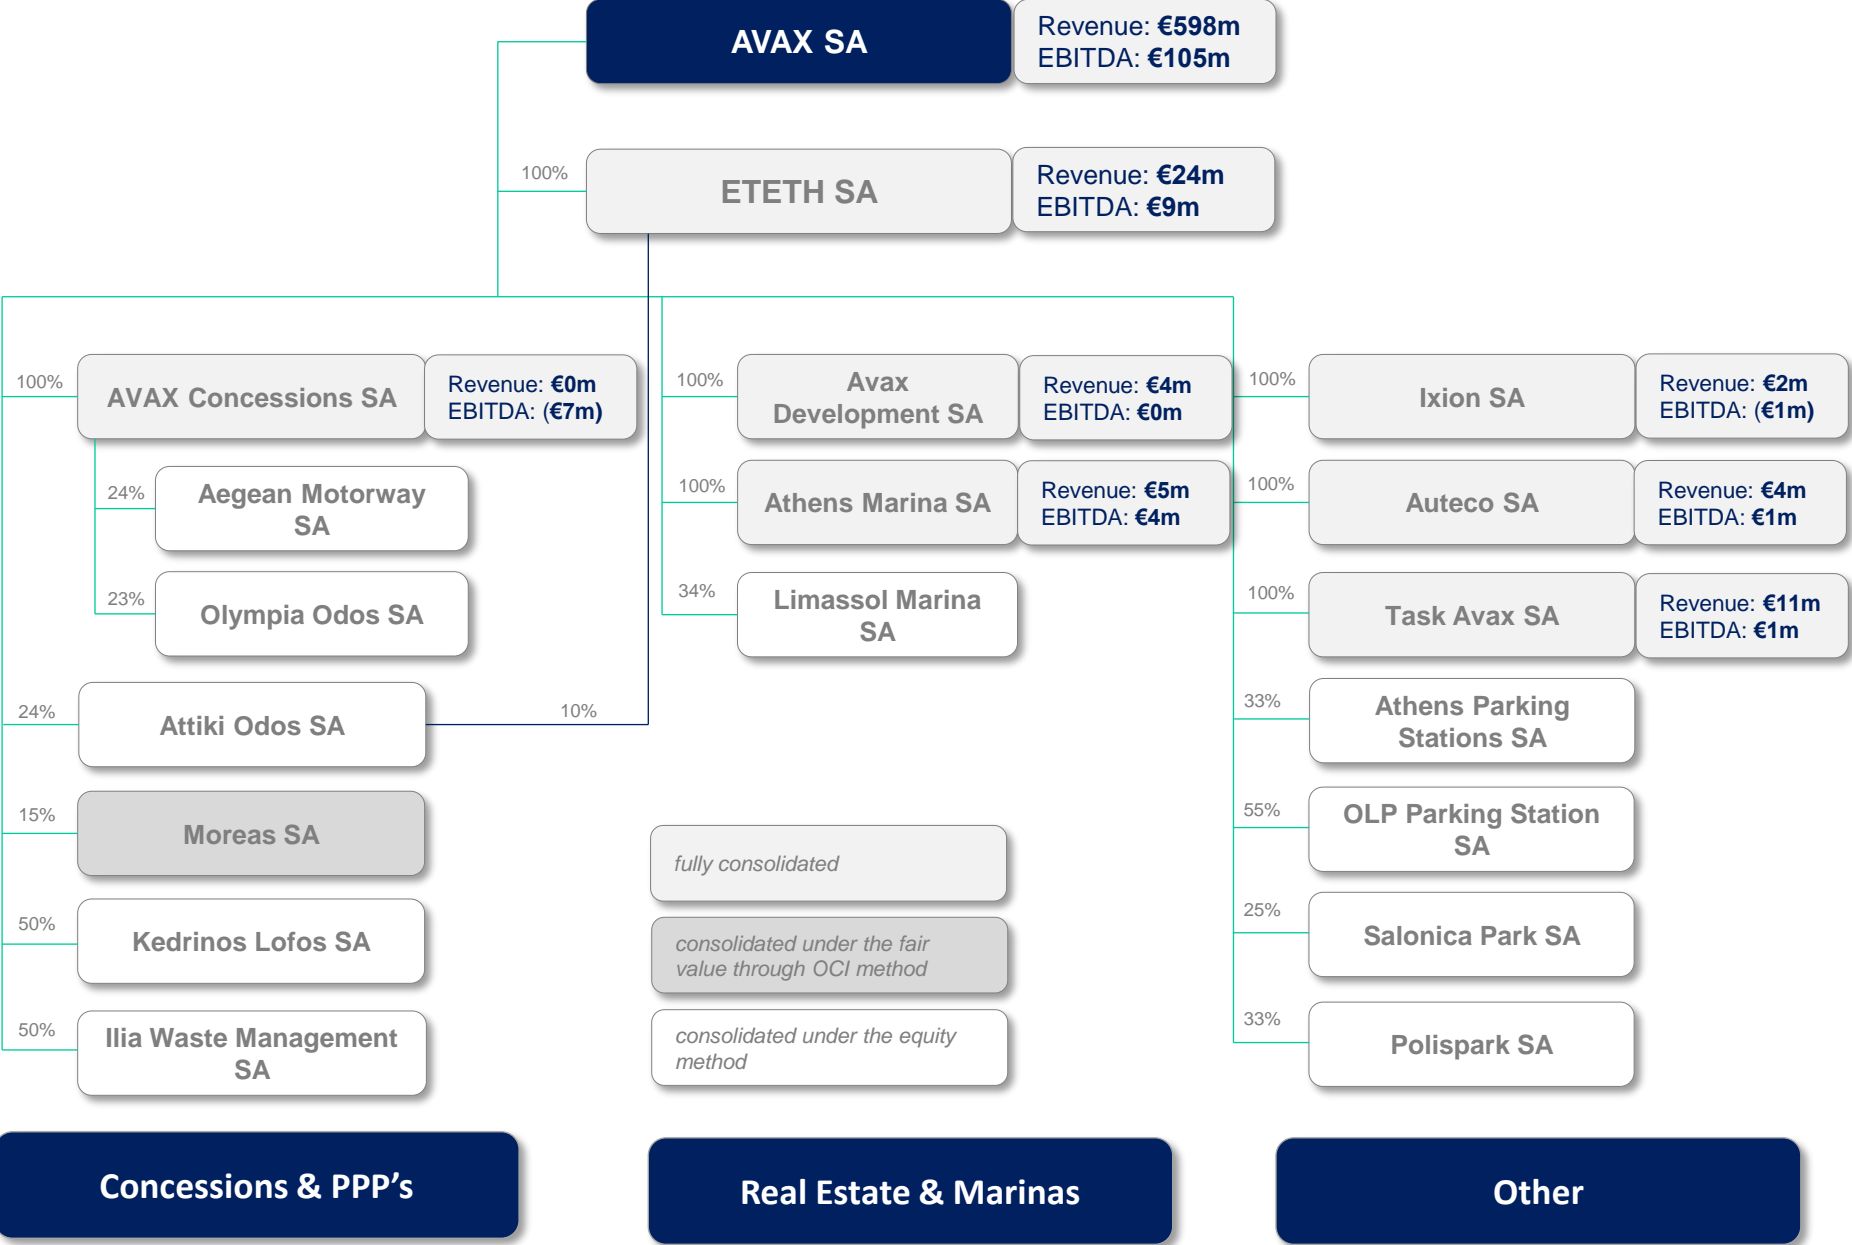 AVAX SA
Revenue: €598m
EBITDA: €105m
100%
ETETH SA
Revenue: €24m
EBITDA: €9m
100%
AVAX Concessions SA
Revenue: €0m
EBITDA: (€7m)
24%
Aegean Motorway
SA
23%
Olympia Odos SA
24%
Attiki Odos SA
10%
15%
Moreas SA
50%
Kedrinos Lofos SA
50%
Ilia Waste Management
SA
Concessions & PPP’s
100%
Avax
Development SA
Revenue: €4m
EBITDA: €0m
100%
Athens Marina SA
Revenue: €5m
EBITDA: €4m
34%
Limassol Marina
SA
fully consolidated
consolidated under the fair
value through OCI method
consolidated under the equity
method
Real Estate & Marinas
100%
Ixion SA
Revenue: €2m
EBITDA: (€1m)
100%
Auteco SA
Revenue: €4m
EBITDA: €1m
100%
Task Avax SA
Revenue: €11m
EBITDA: €1m
33%
Athens Parking
Stations SA
55%
OLP Parking Station
SA
25%
Salonica Park SA
33%
Polispark SA
Other